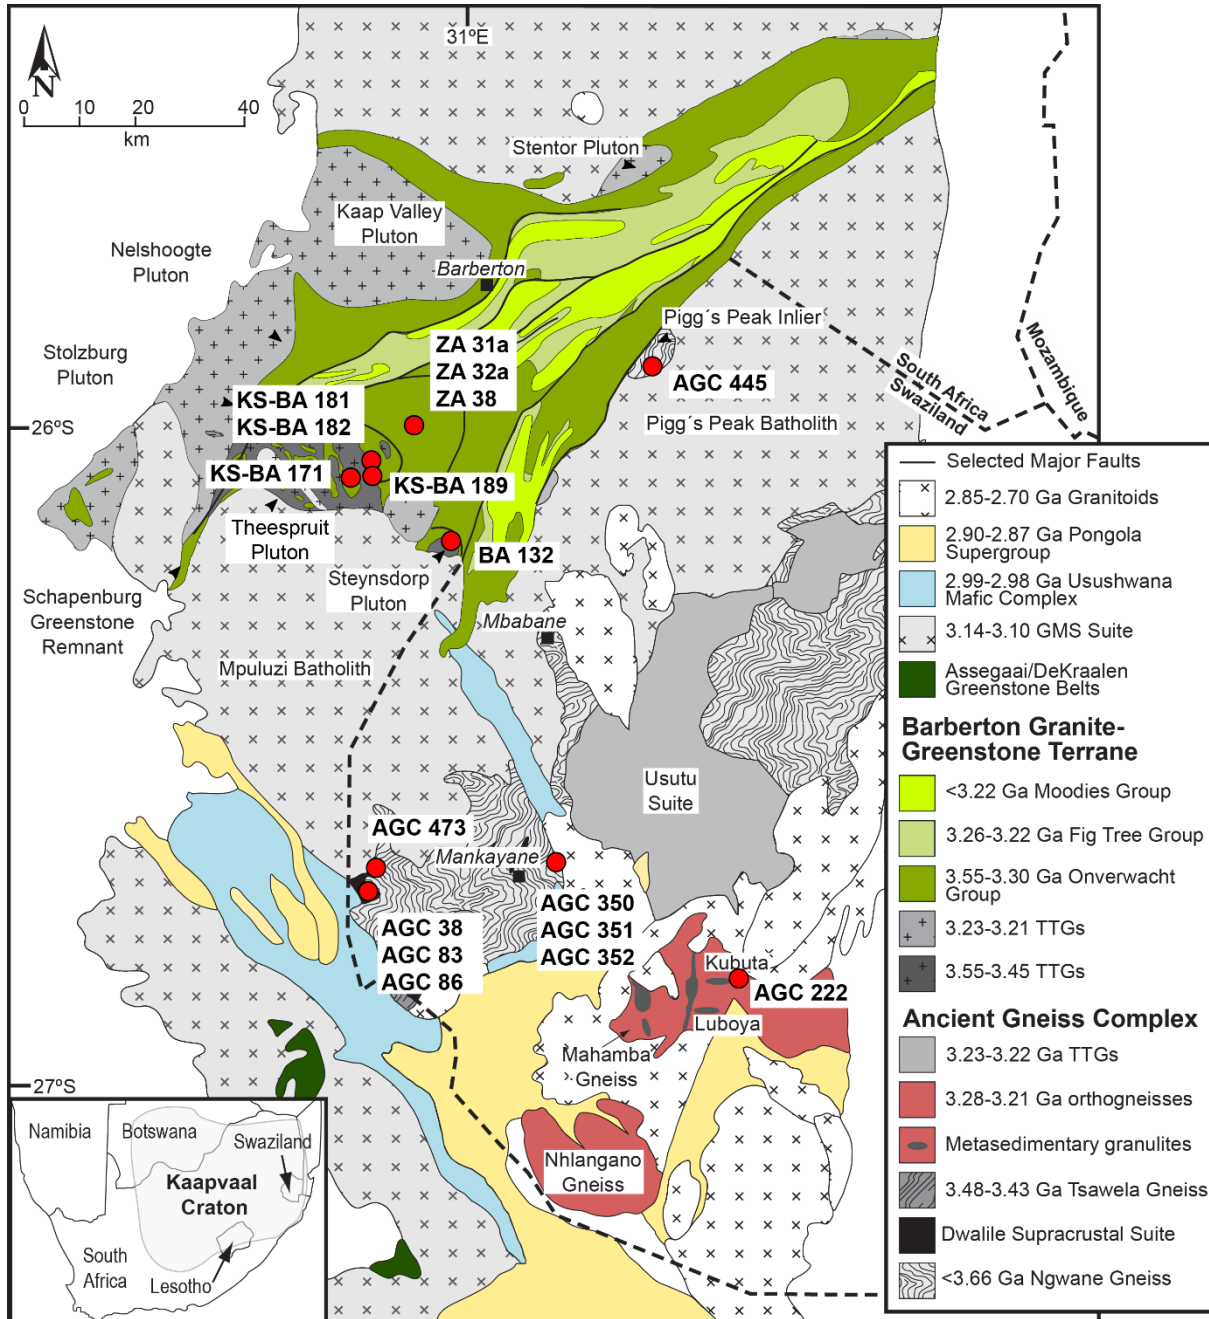 31ºE
N
0 10 20 40
km
Stentor Pluton
Kaap Valley
Pluton
Nelshoogte
Pluton
Barberton
Pigg´s Peak Inlier
Stolzburg
Pluton
ZA 31a
ZA 32a
ZA 38
AGC 445
South Africa
Swaziland
Mozambique
KS-BA 181
KS-BA 182
26ºS
Pigg´s Peak Batholith
KS-BA 171
KS-BA 189
Theespruit
Pluton
BA 132
Steynsdorp
Pluton
Schapenburg
Greenstone
Remnant
Mbabane
Mpuluzi Batholith
Usutu
Suite
AGC 473
Mankayane
AGC 38
AGC 83
AGC 86
AGC 350
AGC 351
AGC 352
Kubuta
AGC 222
Luboya
Mahamba
Gneiss
27ºS
Nhlangano
Gneiss
Selected Major Faults
2.85-2.70 Ga Granitoids
2.90-2.87 Ga Pongola
Supergroup
2.99-2.98 Ga Usushwana
Mafic Complex
3.14-3.10 GMS Suite
Assegaai/DeKraalen
Greenstone Belts
Barberton Granite-
Greenstone Terrane
<3.22 Ga Moodies Group
3.26-3.22 Ga Fig Tree Group
3.55-3.30 Ga Onverwacht
Group
3.23-3.21 TTGs
3.55-3.45 TTGs
Ancient Gneiss Complex
3.23-3.22 Ga TTGs
3.28-3.21 Ga orthogneisses
Metasedimentary granulites
3.48-3.43 Ga Tsawela Gneiss
Dwalile Supracrustal Suite
<3.66 Ga Ngwane Gneiss
Namibia
Botswana
Swaziland
Kaapvaal
Craton
South
Africa
Lesotho